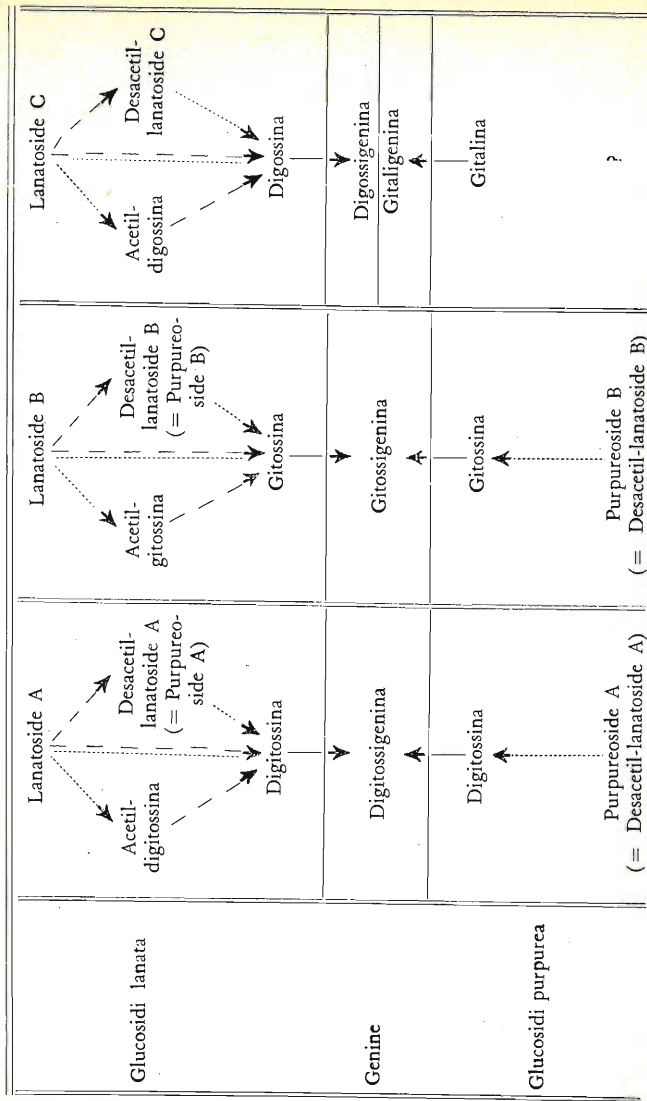 Glucosidi lanata
Lanatoside A
Acetil-
digitossina
Desacetil-
lanatoside A
(= Purpureo-
side A)
Digitossina
Lanatoside B
Acetil-
gitossina
Desacetil-
lanatoside B
(= Purpureo-
side B)
Gitossina
Lanatoside C
Acetil-
digossina
Desacetil-
lanatoside C
Digossina
Genine
Digitossigenina
Gitossigenina
Digossigenina
Gitaligenina
Glucosidi purpurea
Digitossina
Purpureoside A
(= Desacetil-lanatoside A)
Gitossina
Purpureoside B
(= Desacetil-lanatoside B)
Gitalina
?